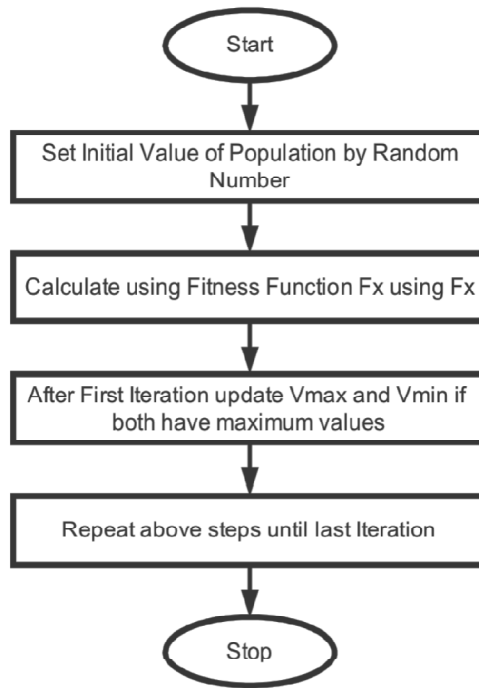 Start
Set Initial Value of Population by Random
Number
Calculate using Fitness Function Fx using Fx
After First Iteration update Vmax and Vmin if
both have maximum values
Repeat above steps until last Iteration
Stop